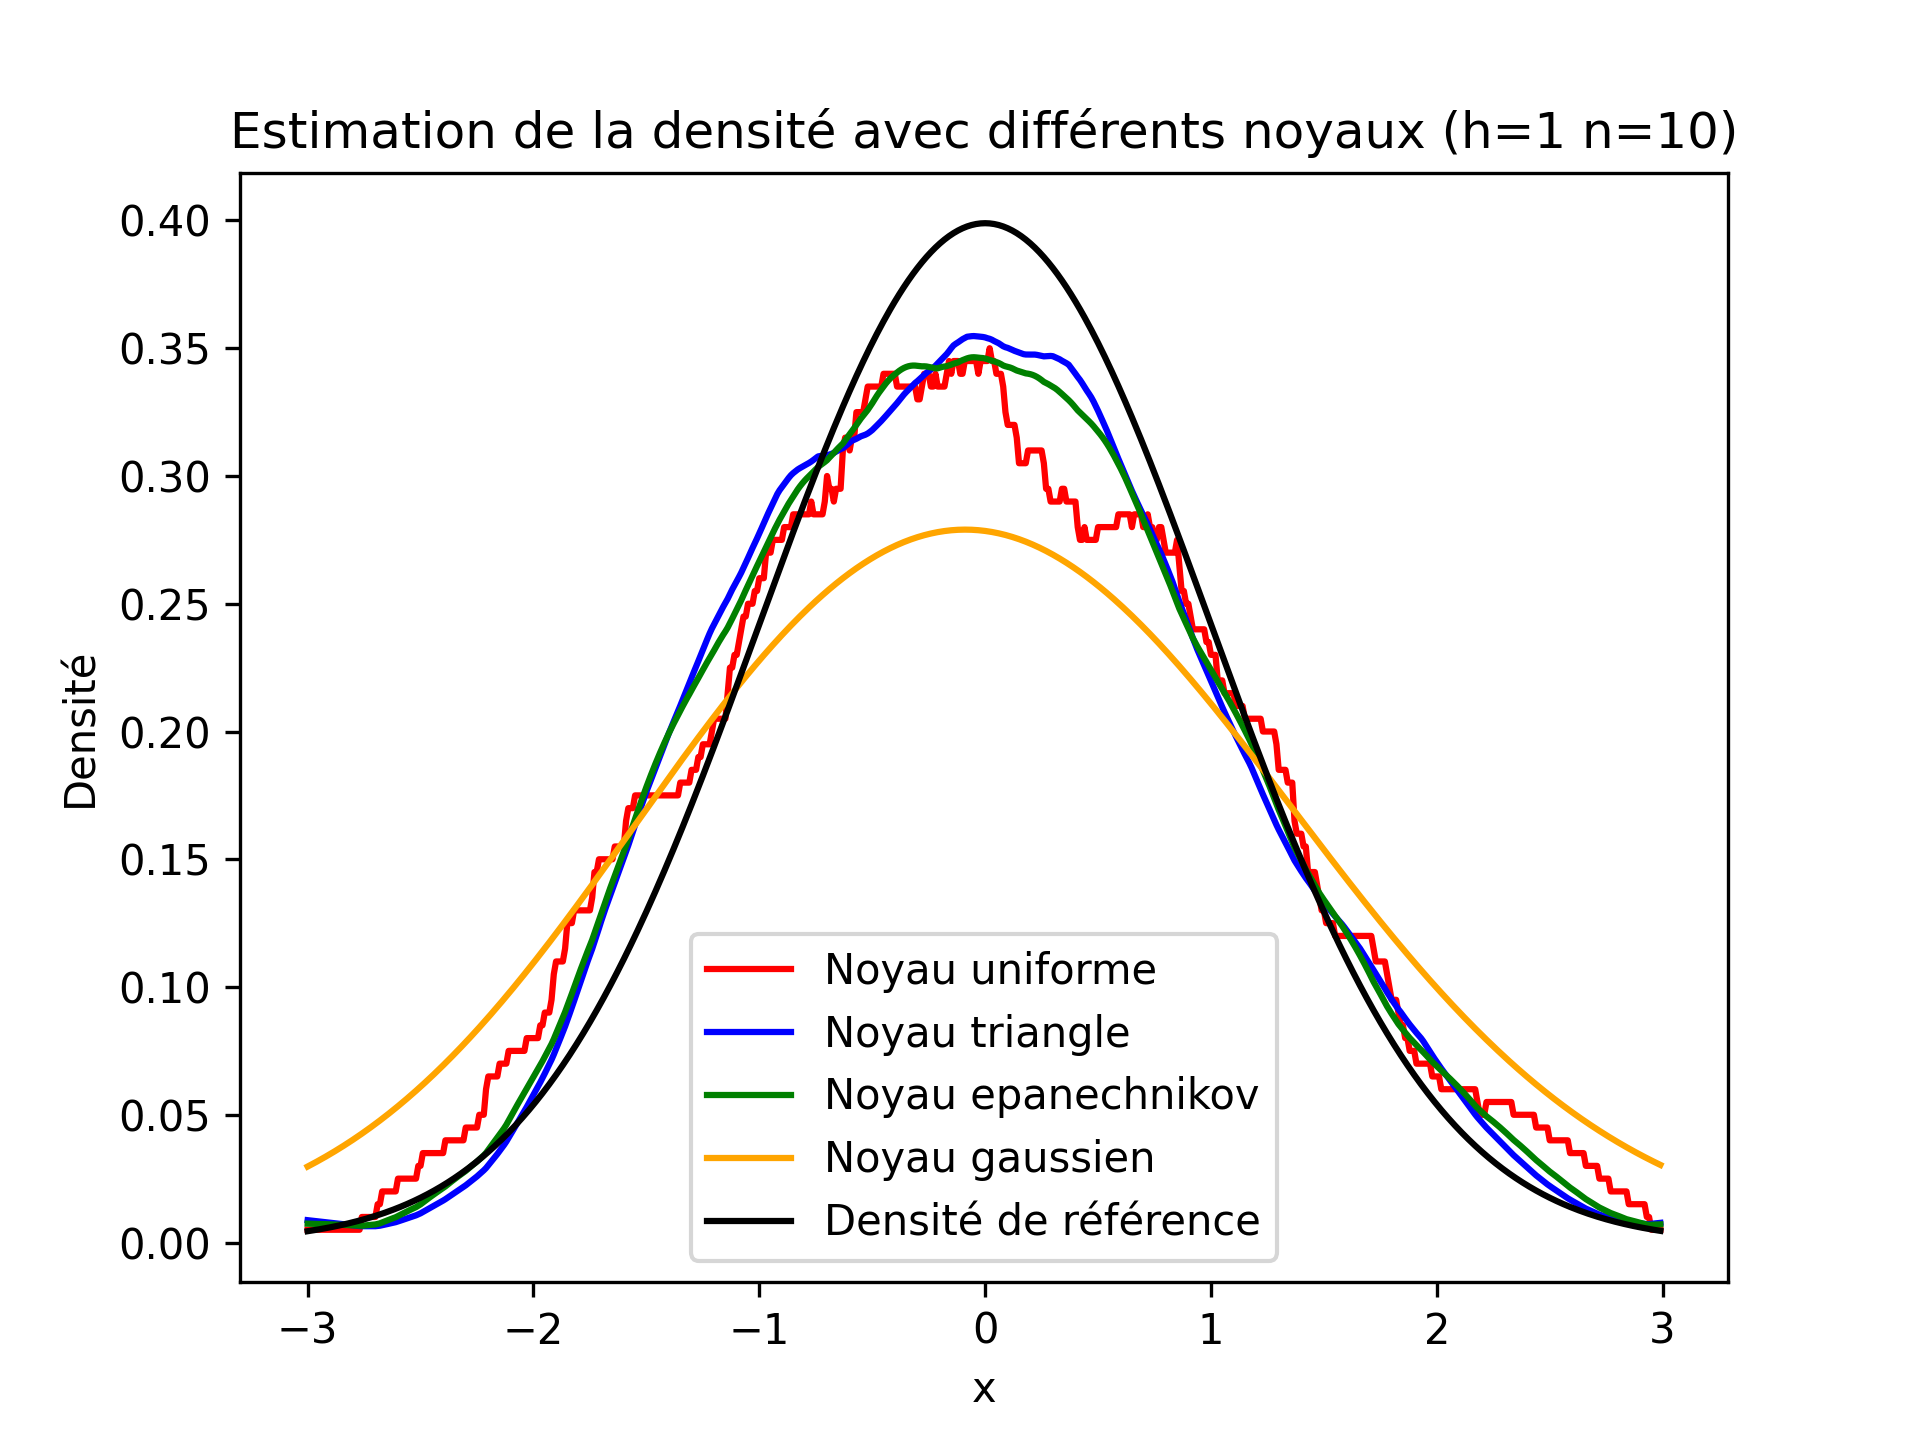 Estimation de la densité avec différents noyaux (h=1 n=10)
0.40
0.35
0.30
0.25
0.20
0.15
0.10
0.05
0.00
Densité
Noyau uniforme
Noyau triangle
Noyau epanechnikov
Noyau gaussien
Densité de référence
−3 −2 −1 0 1 2 3
x